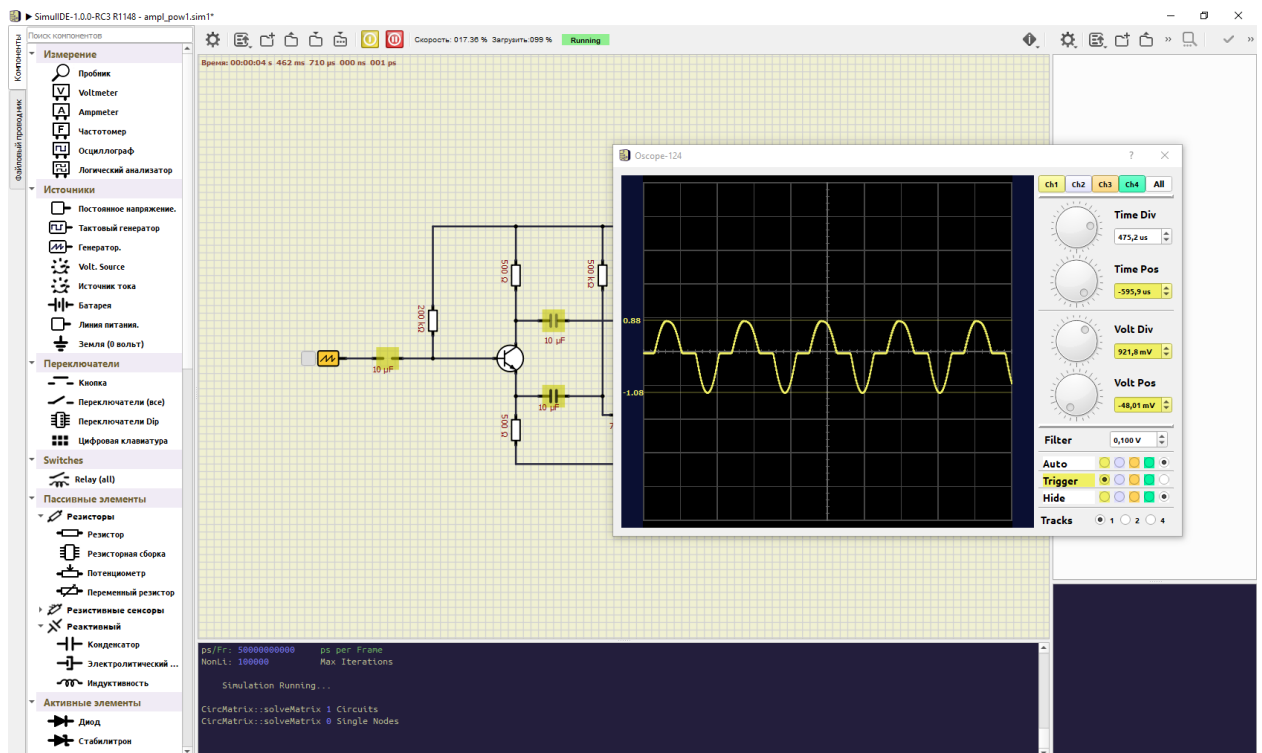 SimulIDE-1.0.0-RC3 R1148 - ampl_pow1.sim1*
Компоненты
Файловый проводник
Поиск компонентов
Измерение
Пробник
Voltmeter
Ampmeter
Частотомер
Осциллограф
Логический анализатор
Источники
Постоянное напряжение.
Тактовый генератор
Генератор.
Volt. Source
Источник тока
Батарея
Линия питания.
Земля (0 вольт)
Переключатели
Кнопка
Переключатели (все)
Переключатели Dip
Цифровая клавиатура
Switches
Relay (all)
Пассивные элементы
Резисторы
Резистор
Резисторная сборка
Потенциометр
Переменный резистор
Резистивные сенсоры
Реактивный
Конденсатор
Электролитический ...
Индуктивность
Активные элементы
Диод
Стабилитрон
Скорость: 017.36 % Загрузить:099 % Running
»
»
Время: 00:00:04 s 462 ms 710 µs 000 ns 001 ps
200 kΩ
500 Ω
500 kΩ
10 µF
10 µF
10 µF
500 Ω
7
Oscope-124
?
0.88
-1.08
Ch1 Ch2 Ch3 Ch4 All
Time Div
475,2 us
Time Pos
-595,9 us
Volt Div
921,8 mV
Volt Pos
-48,01 mV
Filter 0,100 V
Auto
Trigger
Hide
Tracks 1 2 4
ps/Fr: 50000000000 ps per Frame
NonLi: 100000 Max Iterations
Simulation Running...
CircMatrix::solveMatrix 1 Circuits
CircMatrix::solveMatrix 0 Single Nodes